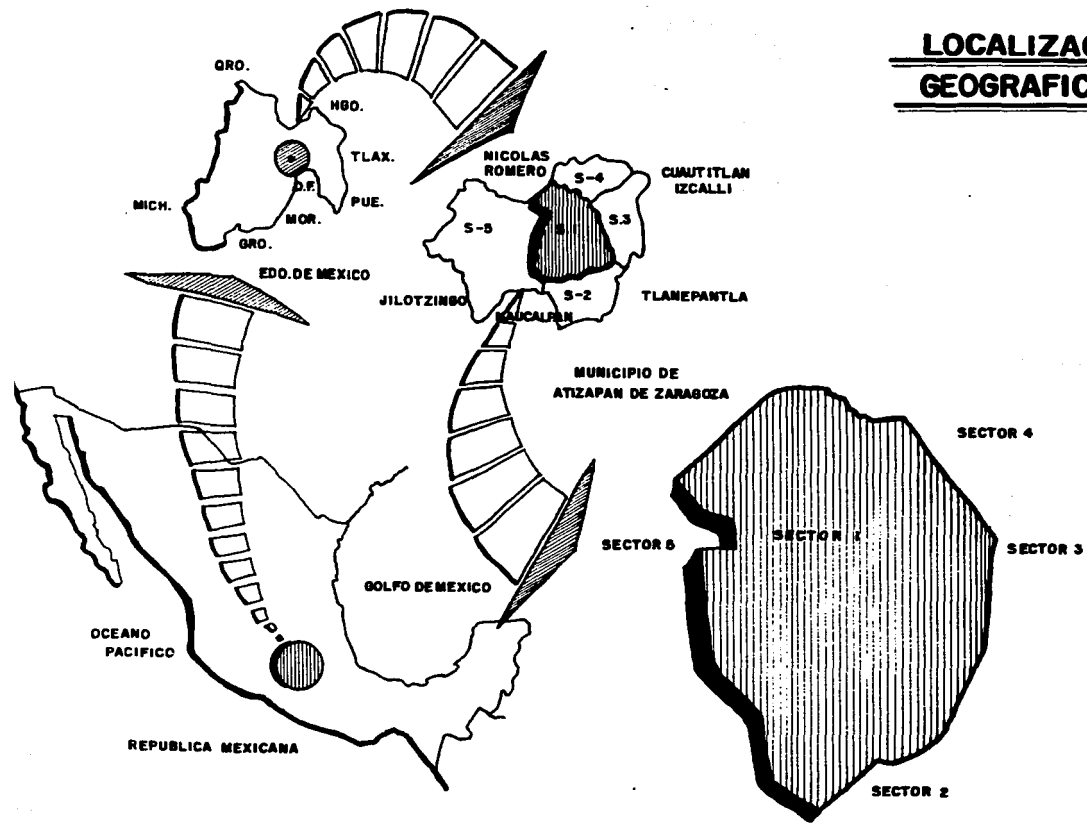 LOCALIZAC
GEOGRAFIC
QRO.
HGO.
TLAX.
D.F.
PUE.
MICH.
MOR.
GRO.
EDO. DE MEXICO
NICOLAS
ROMERO
CUAUTITLAN
IZCALLI
S-4
S.3
S-5
S-2
JILOTZINGO
NAUCALPAN
TLANEPANTLA
MUNICIPIO DE
ATIZAPAN DE ZARAGOZA
SECTOR 4
SECTOR 5
SECTOR 1
SECTOR 3
SECTOR 2
GOLFO DE MEXICO
OCEANO
PACIFICO
REPUBLICA MEXICANA